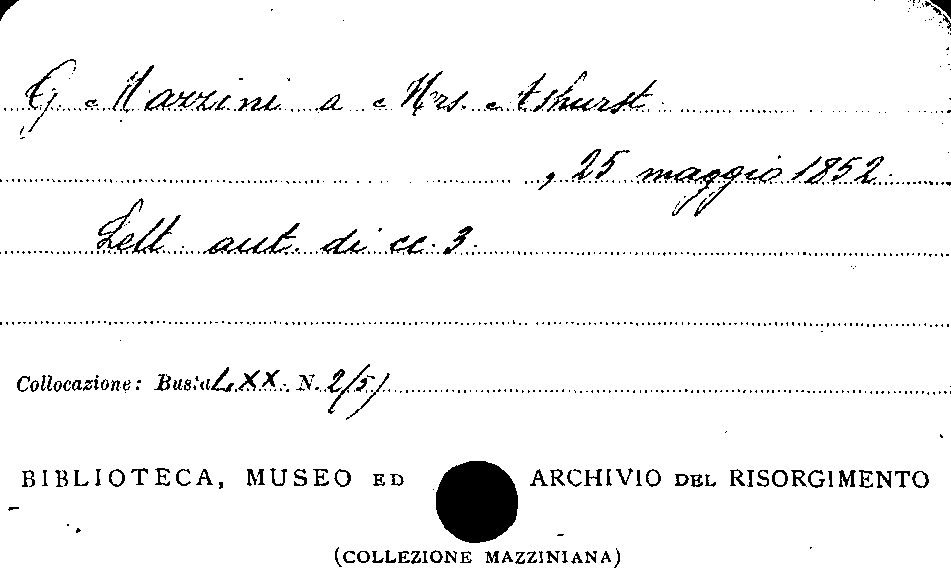 G. Mazzini a Mrs. Ashurst
, 25 maggio 1852.
Lett. aut. di cc. 3.
Collocazione: Busta LXX. N. 2/5)
BIBLIOTECA, MUSEO ED ARCHIVIO DEL RISORGIMENTO
(COLLEZIONE MAZZINIANA)